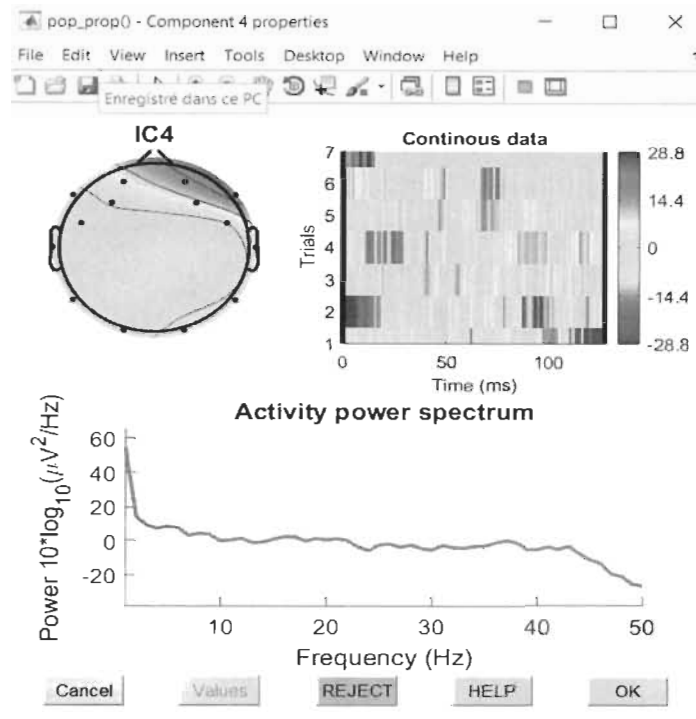 pop_prop() - Component 4 properties
File Edit View Insert Tools Desktop Window Help
Enregistré dans ce PC
IC4
Continous data
7
6
5
4
3
2
1
Trials
0 50 100
Time (ms)
28.8
14.4
0
-14.4
-28.8
Activity power spectrum
Power 10*log10(μV2/Hz)
60
40
20
0
-20
10 20 30 40 50
Frequency (Hz)
Cancel Values REJECT HELP OK